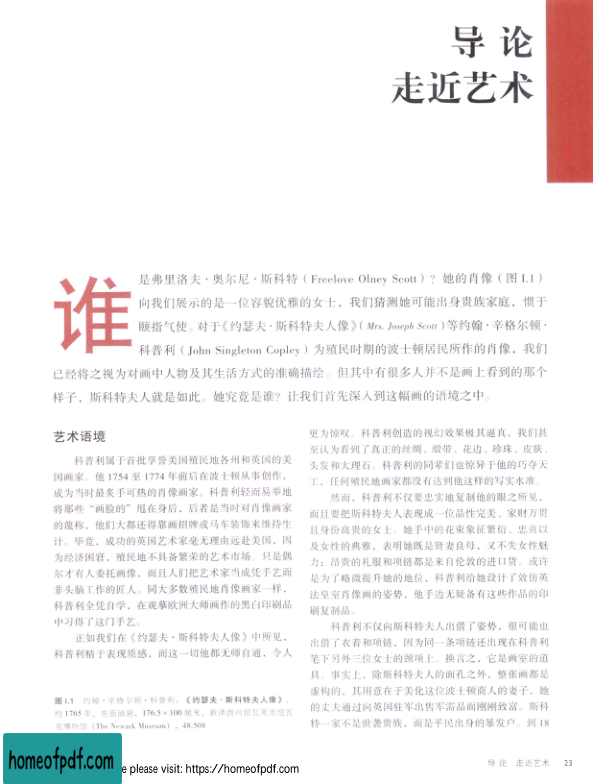 导 论
走近艺术
谁
是弗里洛夫·奥尔尼·斯科特（Freelove Olney Scott）？她的肖像（图I.1）
向我们展示的是一位容貌优雅的女士，我们猜测她可能出身贵族家庭，惯于
颐指气使。对于《约瑟夫·斯科特夫人像》（Mrs. Joseph Scott）等约翰·辛格尔顿·
科普利（John Singleton Copley）为殖民时期的波士顿居民所作的肖像，我们
已经将之视为对画中人物及其生活方式的准确描绘。但其中有很多人并不是画上看到的那个
样子，斯科特夫人就是如此。她究竟是谁？让我们首先深入到这幅画的语境之中。
艺术语境
科普利属于首批享誉美国殖民地各州和英国的美
国画家。他 1754 至 1774 年前后在波士顿从事创作，
成为当时最炙手可热的肖像画家。科普利轻而易举地
将那些“画脸的”甩在身后，后者是当时对肖像画家
的蔑称，他们大都还得靠画招牌或马车装饰来维持生
计。毕竟，成功的英国艺术家毫无理由远赴美国，因
为经济困窘，殖民地不具备繁荣的艺术市场。只是偶
尔才有人委托画像，而且人们把艺术家当成凭手艺而
非头脑工作的匠人。同大多数殖民地肖像画家一样，
科普利全凭自学，在观摹欧洲大师画作的黑白印刷品
中习得了这门手艺。
正如我们在《约瑟夫·斯科特夫人像》中所见，
科普利精于表现质感，而这一切他都无师自通，令人
图I.1 约翰·辛格尔顿·科普利：《约瑟夫·斯科特夫人像》，
约 1765 年，布面油画，176.5×100 厘米，新泽西州纽瓦克市纽瓦
克博物馆（The Newark Museum），48.508
更为惊叹。科普利创造的视幻效果极其逼真，我们甚
至认为看到了真正的丝绸、缎带、花边、珍珠、皮肤、
头发和大理石。科普利的同辈们也惊异于他的巧夺天
工，任何殖民地画家都没有达到他这样的写实水准。
然而，科普利不仅要忠实地复制他的眼之所见，
而且要把斯科特夫人表现成一位品性完美、家财万贯
且身份高贵的女士。她手中的花束象征繁衍、忠贞以
及女性的典雅，表明她既是贤妻良母，又不失女性魅
力；昂贵的礼服和项链都是来自伦敦的进口货。或许
是为了略微提升她的地位，科普利给她设计了效仿英
法皇室肖像画的姿势，他手边无疑备有这些作品的印
刷复制品。
科普利不仅向斯科特夫人出借了姿势，很可能也
出借了衣着和项链，因为同一条项链还出现在科普利
笔下另外三位女士的颈项上。换言之，它是画室的道
具。事实上，除斯科特夫人的面孔之外，整张画都是
虚构的，其用意在于美化这位波士顿商人的妻子，她
的丈夫通过向英国驻军出售军需品而刚刚致富。斯科
特一家不是世袭贵族，而是平民出身的暴发户。到 18
导 论 走近艺术 23
homeofpdf.com
e please visit: https://homeofpdf.com